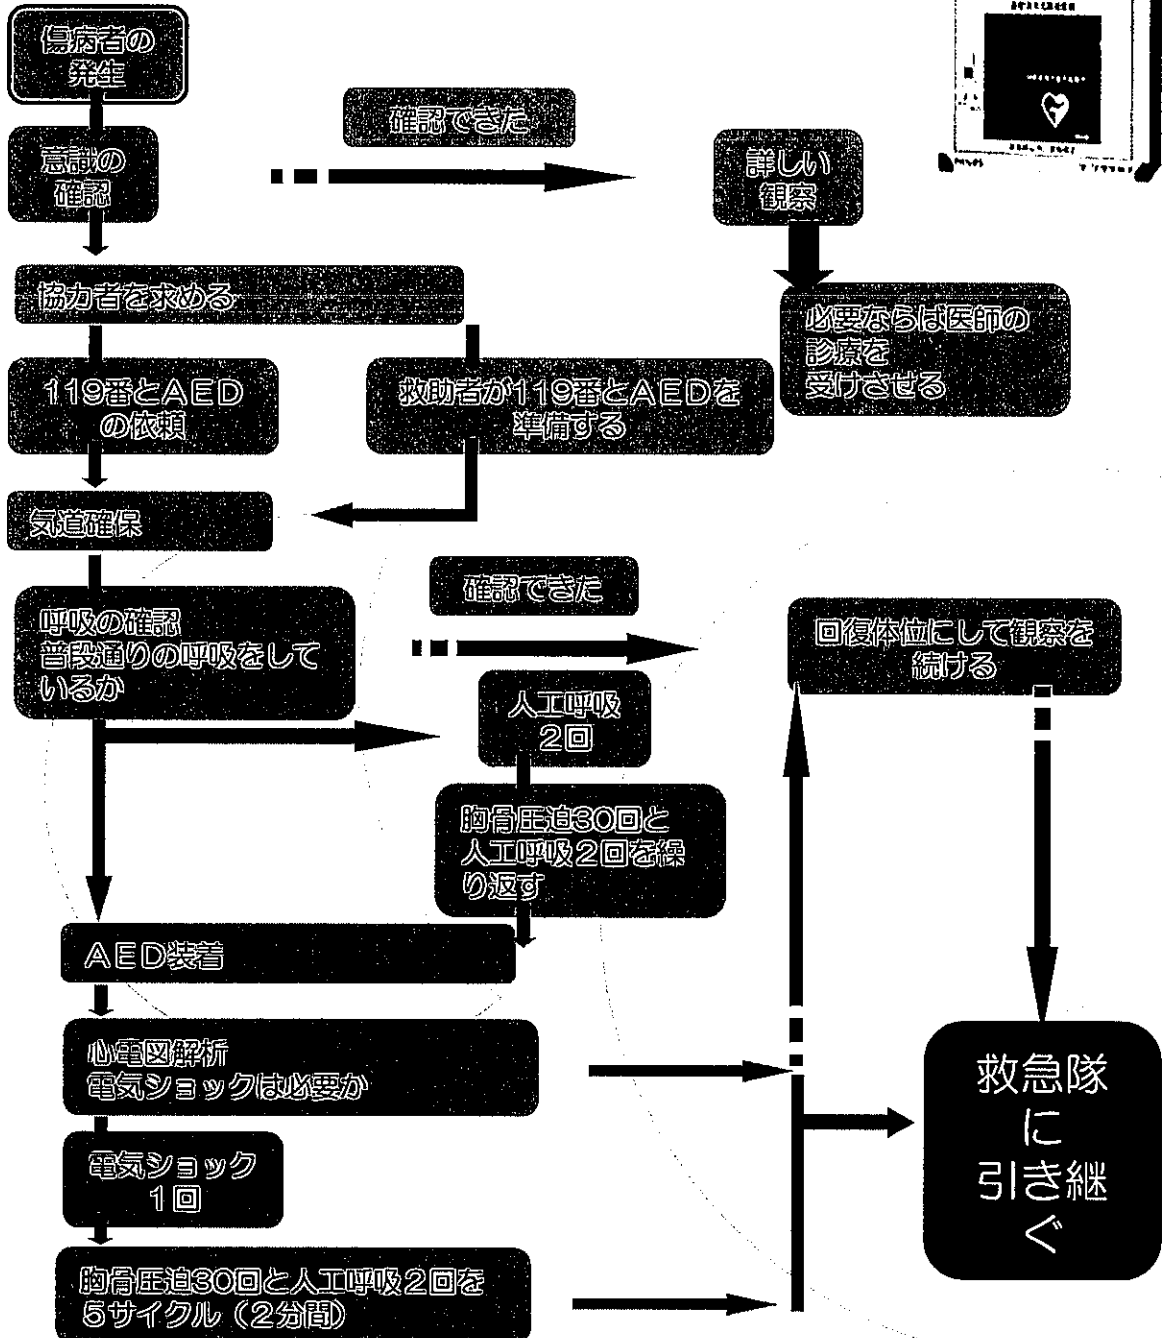 傷病者の
発生
確認できた
意識の
確認
詳しい
観察
協力者を求める
必要ならば医師の
診療を
受けさせる
119番とAED
の依頼
救助者が119番とAEDを
準備する
気道確保
確認できた
呼吸の確認
普段通りの呼吸をして
いるか
回復体位にして観察を
続ける
人工呼吸
2回
胸骨圧迫30回と
人工呼吸2回を繰
り返す
AED装着
心電図解析
電気ショックは必要か
救急隊
に
引き継
ぐ
電気ショック
1回
胸骨圧迫30回と人工呼吸2回を
5サイクル(2分間)